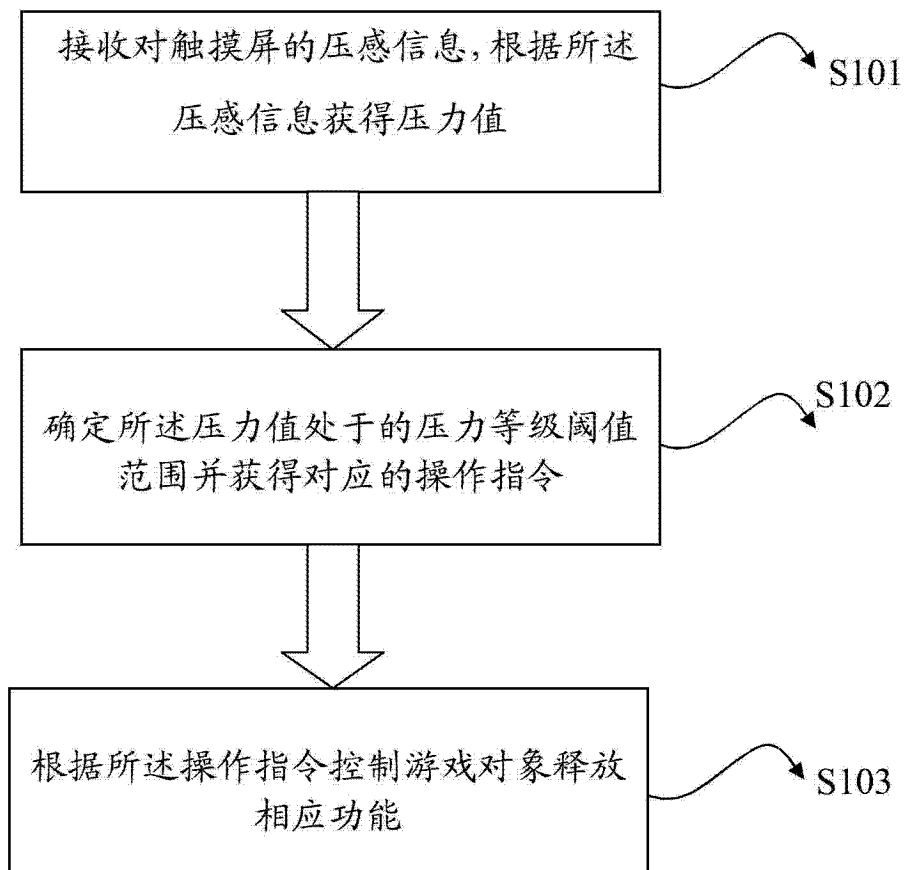 接收对触摸屏的压感信息，根据所述
压感信息获得压力值
S101
确定所述压力值处于的压力等级阈值
范围并获得对应的操作指令
S102
根据所述操作指令控制游戏对象释放
相应功能
S103